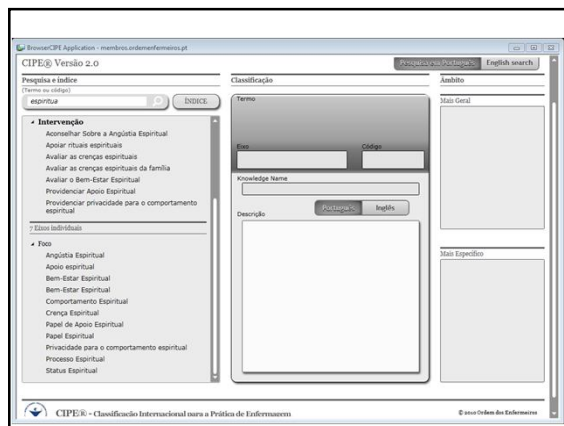 BrowserCIPE Application - membros.ordemenfermeiros.pt
CIPE® Versão 2.0
Pesquisa em Português
English search
Pesquisa e índice
(Termo ou código)
espiritua
ÍNDICE
Intervenção
Aconselhar Sobre a Angústia Espiritual
Apoiar rituais espirituais
Avaliar as crenças espirituais
Avaliar as crenças espirituais da família
Avaliar o Bem-Estar Espiritual
Providenciar Apoio Espiritual
Providenciar privacidade para o comportamento
espiritual
7 Eixos individuais
Foco
Angústia Espiritual
Apoio espiritual
Bem-Estar Espiritual
Bem-Estar Espiritual
Comportamento Espiritual
Crença Espiritual
Papel de Apoio Espiritual
Papel Espiritual
Privacidade para o comportamento espiritual
Processo Espiritual
Status Espiritual
Classificação
Termo
Eixo
Código
Knowledge Name
Português
Inglês
Descrição
Âmbito
Mais Geral
Mais Específico
CIPE® - Classificação Internacional para a Prática de Enfermagem
© 2010 Ordem dos Enfermeiros